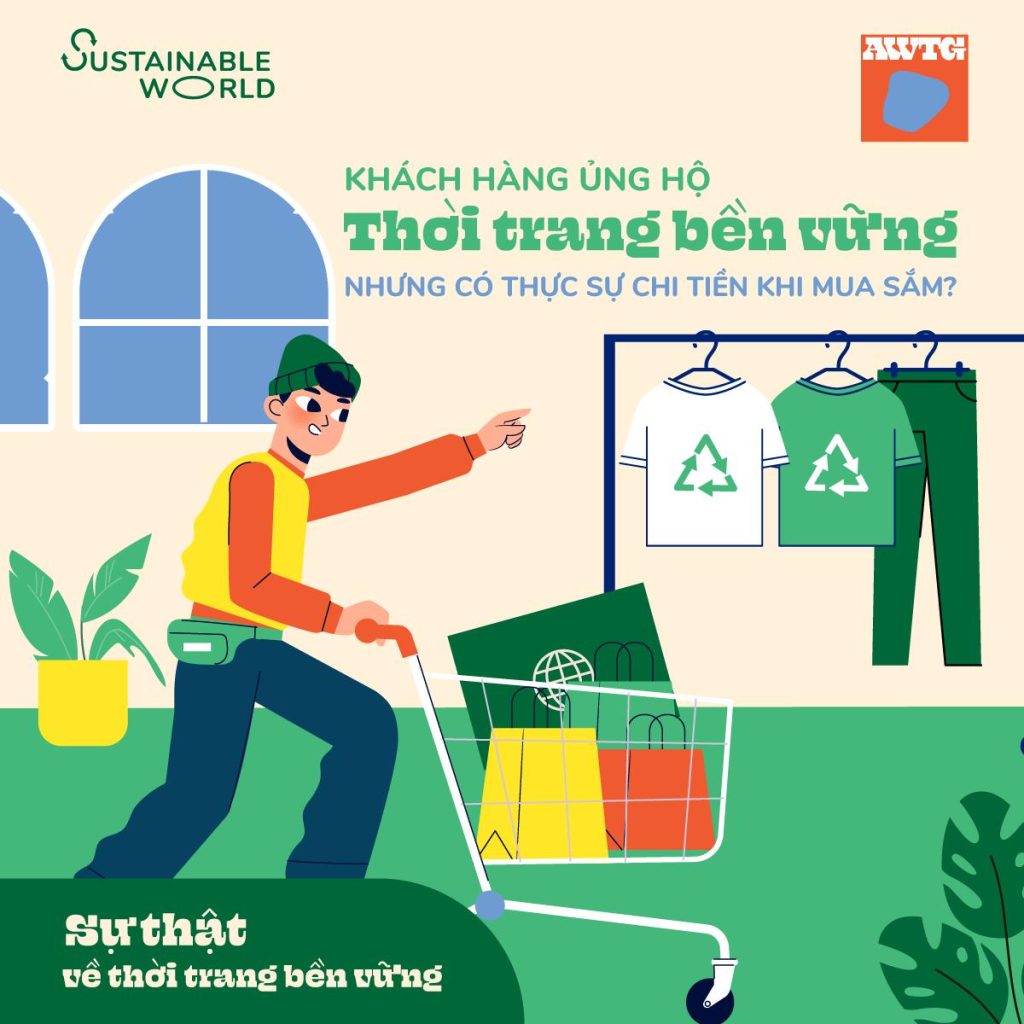 SUSTAINABLE
WORLD
AWTG
KHÁCH HÀNG ỦNG HỘ
Thời trang bền vững
NHƯNG CÓ THỰC SỰ CHI TIỀN KHI MUA SẮM?
Sự thật
về thời trang bền vững